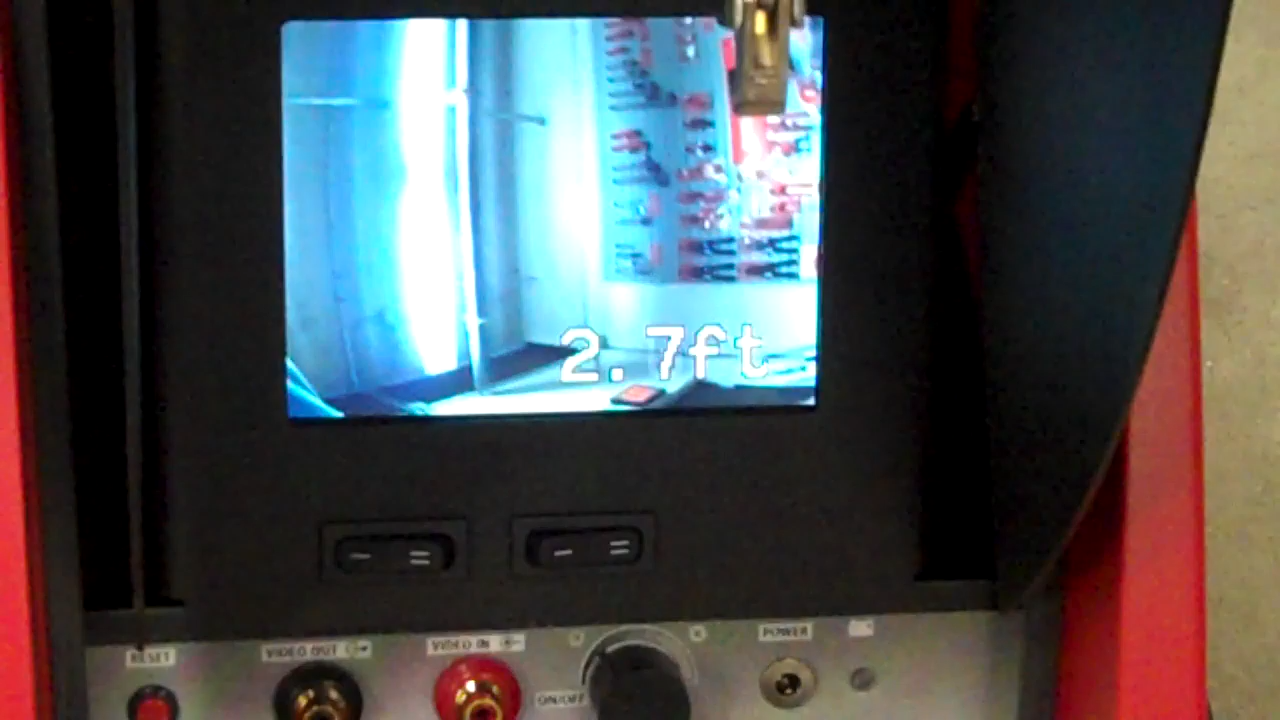 2.7ft
RESET
VIDEO OUT
VIDEO IN
ON/OFF
POWER